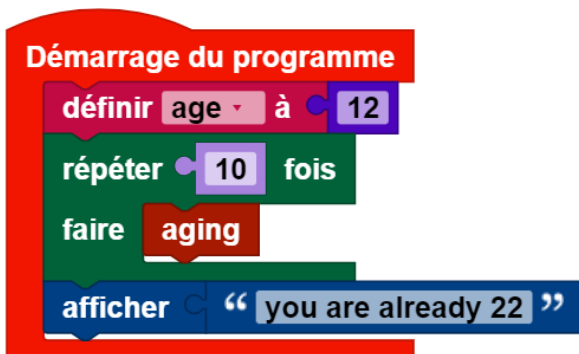 Démarrage du programme
définir age à 12
répéter 10 fois
faire aging
afficher “ you are already 22 ”